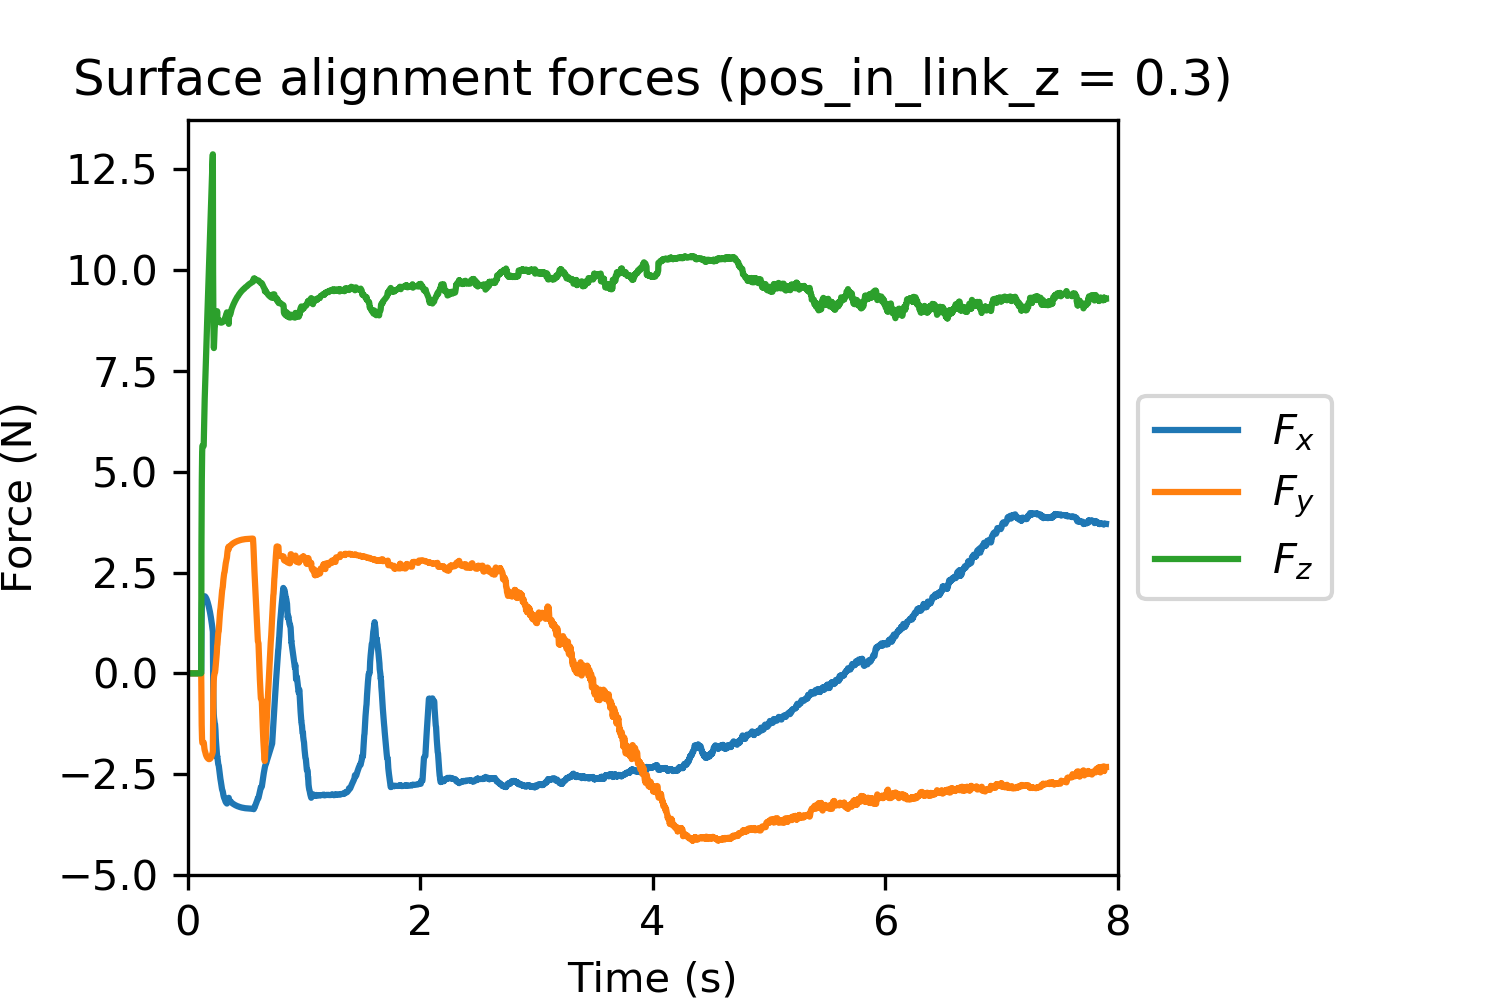 Surface alignment forces (pos_in_link_z = 0.3)
12.5
10.0
7.5
5.0
2.5
0.0
−2.5
−5.0
Force (N)
0 2 4 6 8
Time (s)
F_x
F_y
F_z